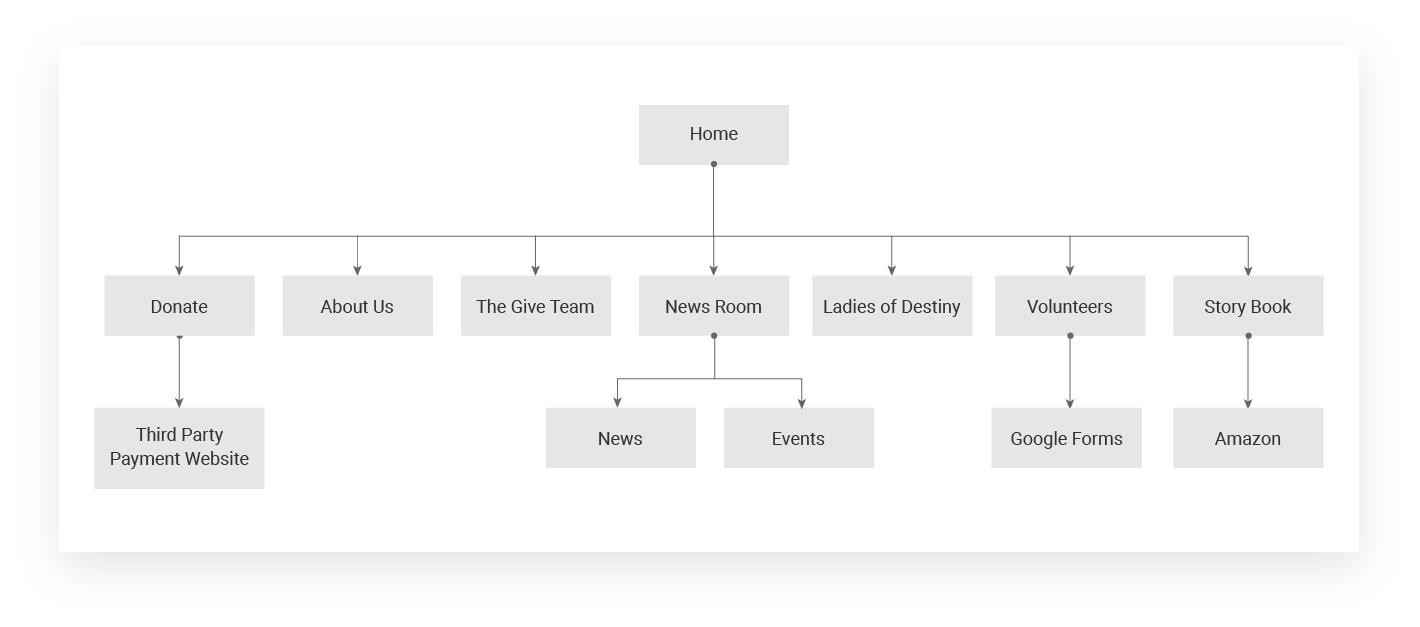 Home
Donate
About Us
The Give Team
News Room
Ladies of Destiny
Volunteers
Story Book
Third Party
Payment Website
News
Events
Google Forms
Amazon